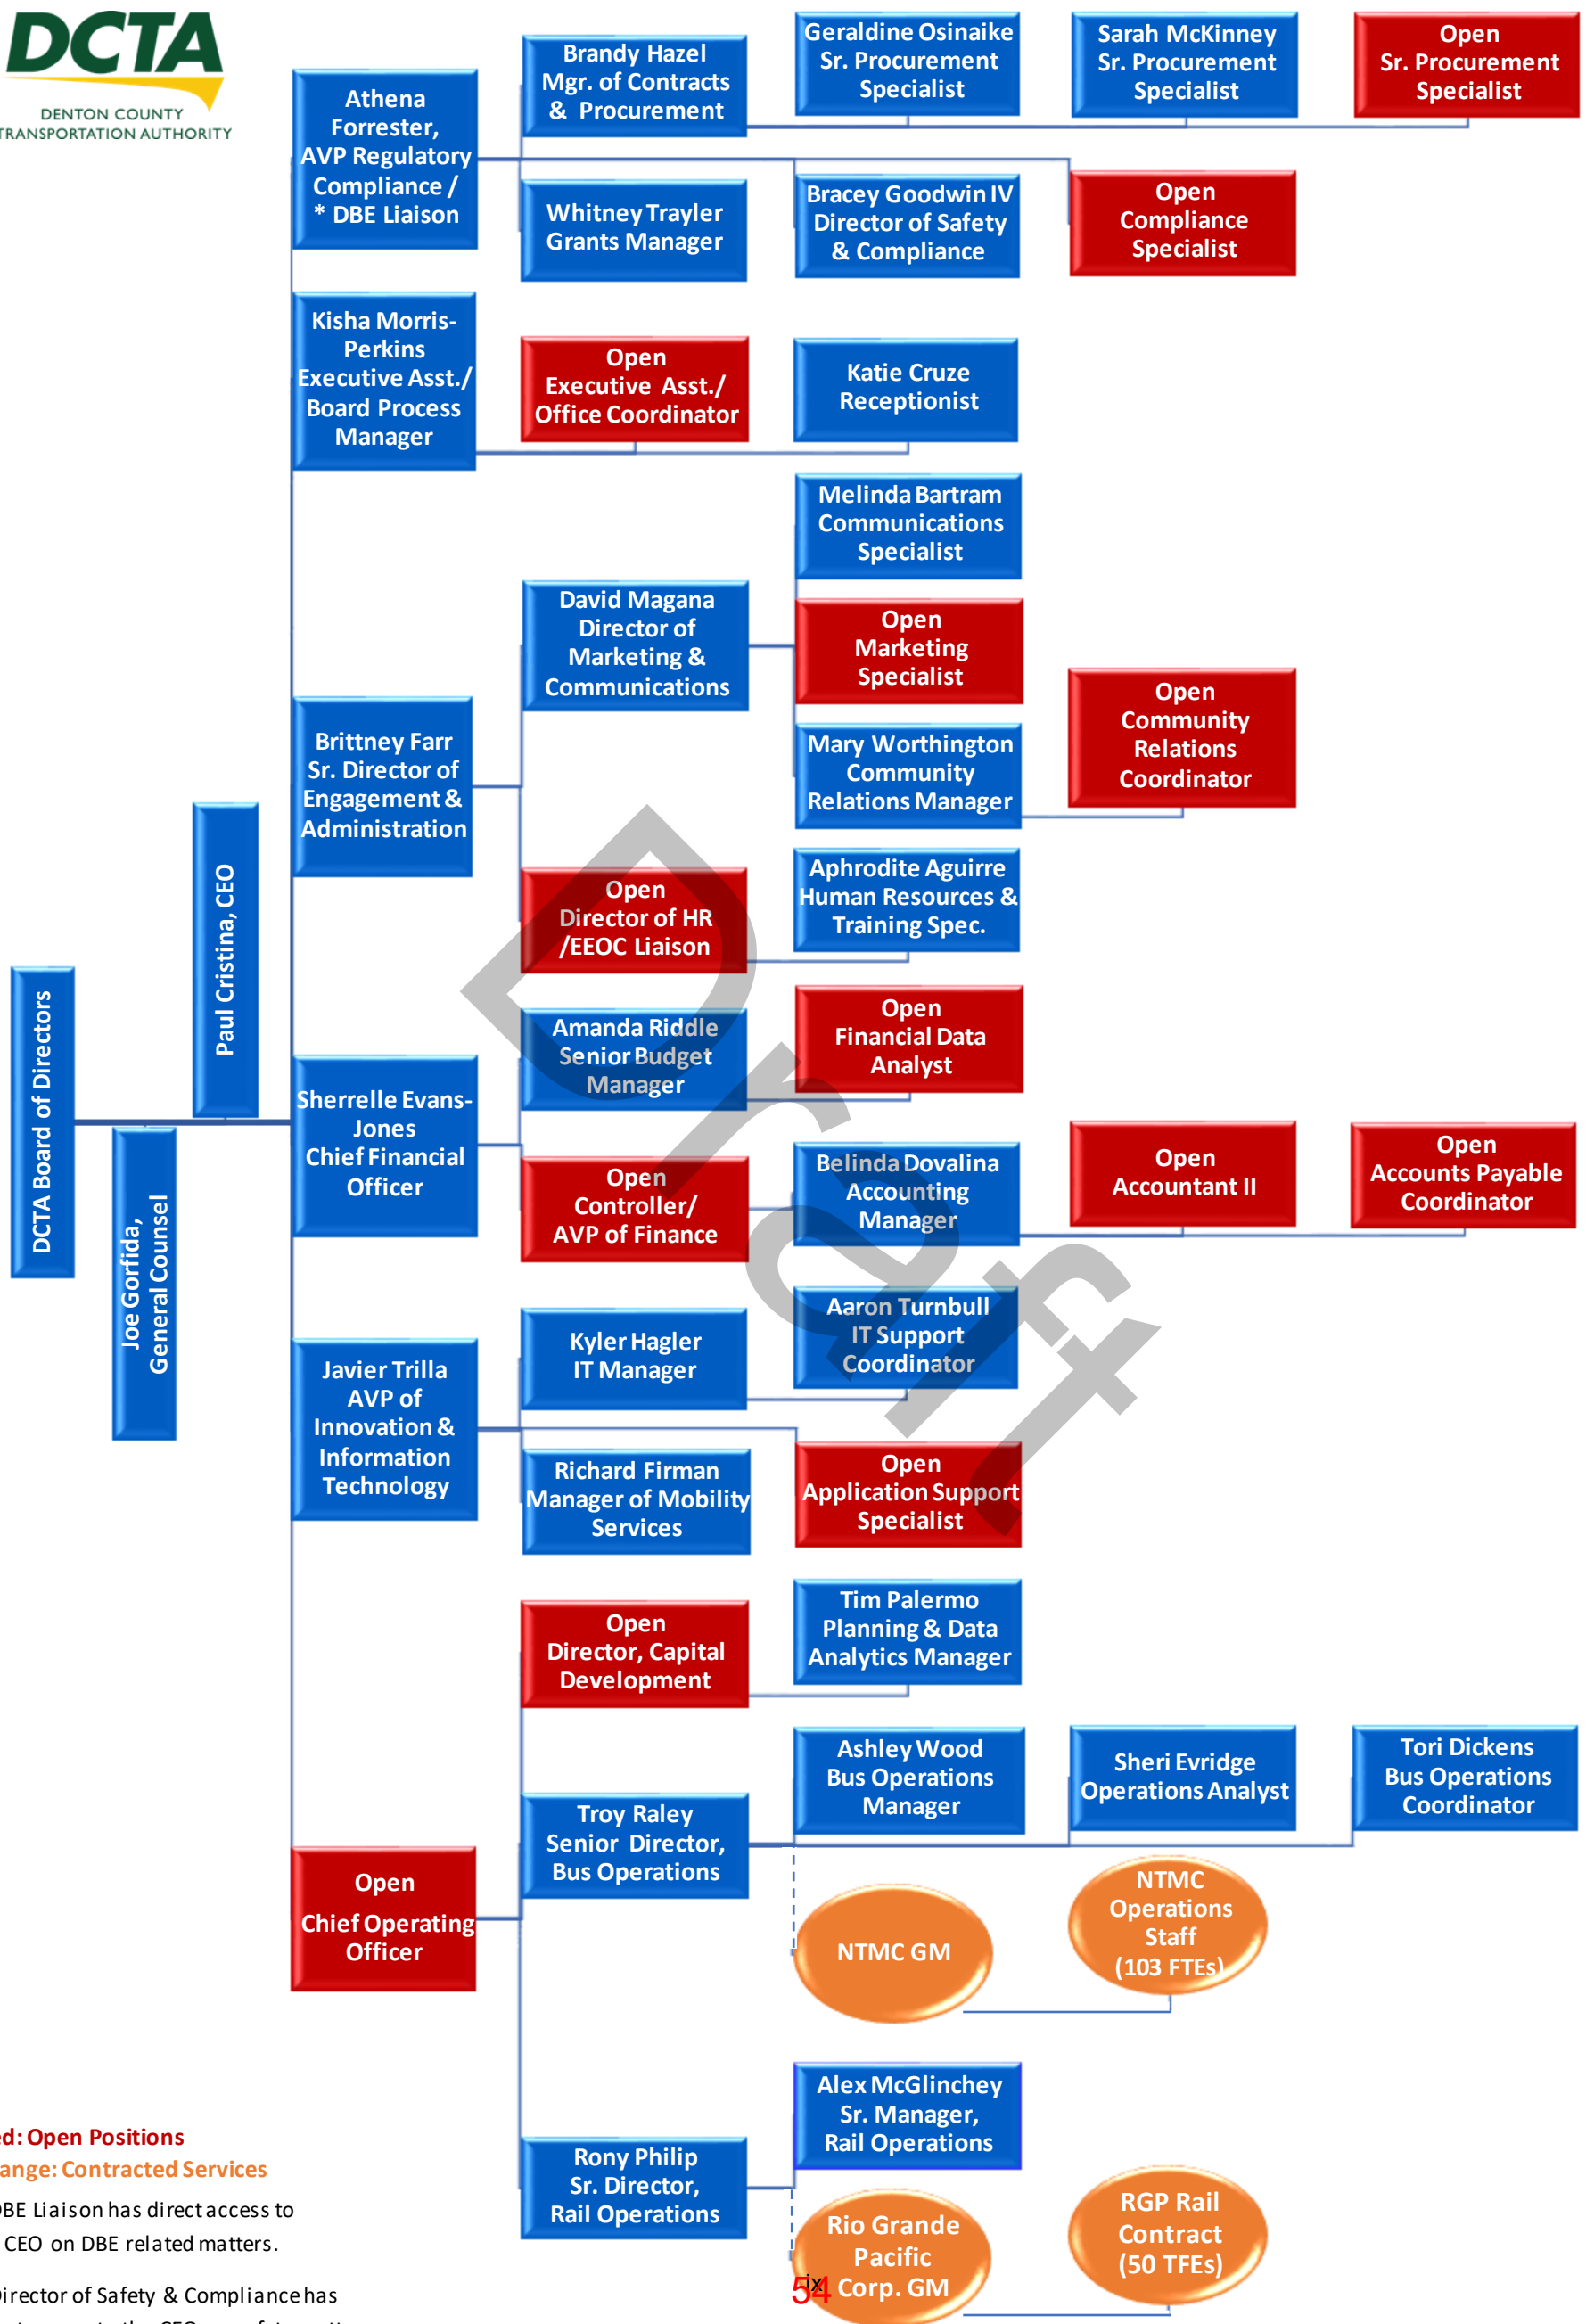 DCTA
DENTON COUNTY
TRANSPORTATION AUTHORITY
Athena
Forrester,
AVP Regulatory
Compliance /
* DBE Liaison
Brandy Hazel
Mgr. of Contracts
& Procurement
Geraldine Osinaike
Sr. Procurement
Specialist
Sarah McKinney
Sr. Procurement
Specialist
Open
Sr. Procurement
Specialist
Whitney Trayler
Grants Manager
Bracey Goodwin IV
Director of Safety
& Compliance
Open
Compliance
Specialist
Kisha Morris-
Perkins
Executive Asst./
Board Process
Manager
Open
Executive Asst./
Office Coordinator
Katie Cruze
Receptionist
Melinda Bartram
Communications
Specialist
David Magana
Director of
Marketing &
Communications
Open
Marketing
Specialist
Open
Community
Relations
Coordinator
Brittney Farr
Sr. Director of
Engagement &
Administration
Mary Worthington
Community
Relations Manager
Open
Director of HR
/EEOC Liaison
Aphrodite Aguirre
Human Resources &
Training Spec.
Paul Cristina, CEO
DCTA Board of Directors
Joe Gorfida,
General Counsel
Amanda Riddle
Senior Budget
Manager
Open
Financial Data
Analyst
Sherrelle Evans-
Jones
Chief Financial
Officer
Open
Controller/
AVP of Finance
Belinda Dovalina
Accounting
Manager
Open
Accountant II
Open
Accounts Payable
Coordinator
Draft
Javier Trilla
AVP of
Innovation &
Information
Technology
Kyler Hagler
IT Manager
Aaron Turnbull
IT Support
Coordinator
Richard Firman
Manager of Mobility
Services
Open
Application Support
Specialist
Open
Director, Capital
Development
Tim Palermo
Planning & Data
Analytics Manager
Open
Chief Operating
Officer
Troy Raley
Senior Director,
Bus Operations
Ashley Wood
Bus Operations
Manager
Sheri Evridge
Operations Analyst
Tori Dickens
Bus Operations
Coordinator
NTMC GM
NTMC
Operations
Staff
(103 FTEs)
Alex McGlinchey
Sr. Manager,
Rail Operations
Rony Philip
Sr. Director,
Rail Operations
Rio Grande
Pacific
Corp. GM
RGP Rail
Contract
(50 TFEs)
ed: Open Positions
ange: Contracted Services
DBE Liaison has direct access to
CEO on DBE related matters.
Director of Safety & Compliance has
ix
54